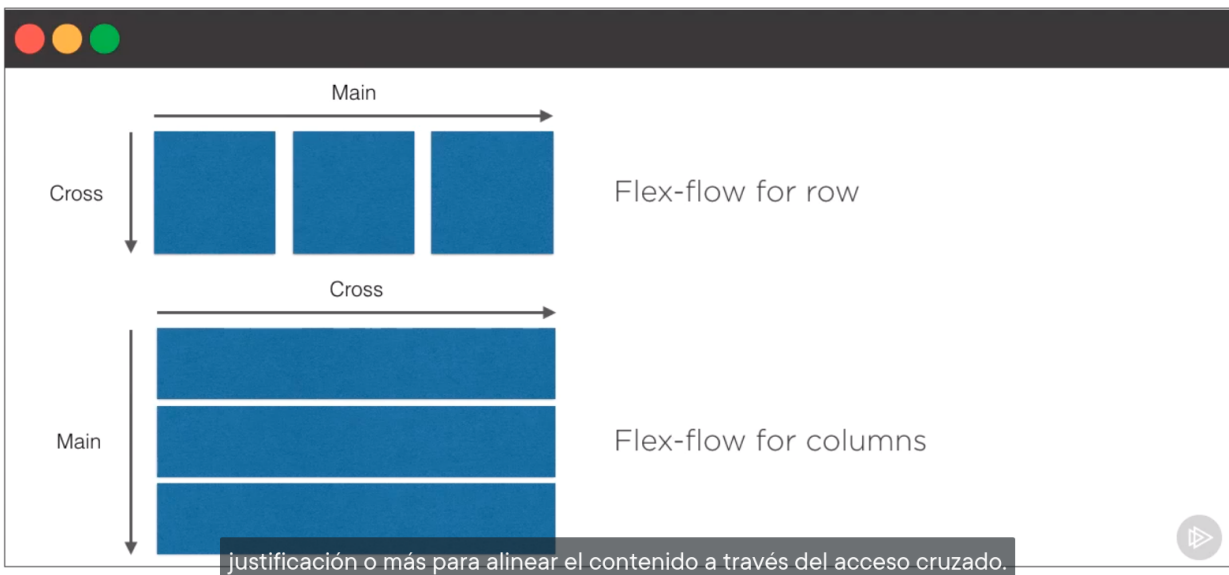 Main
Cross
Flex-flow for row
Cross
Main
Flex-flow for columns
justificación o más para alinear el contenido a través del acceso cruzado.